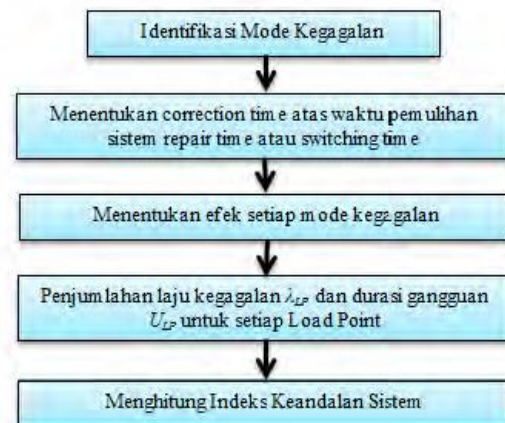 Identifikasi Mode Kegagalan
Menentukan correction time atas waktu pemulihan
sistem repair time atau switching time
Menentukan efek setiap mode kegagalan
Penjumlahan laju kegagalan λLP dan durasi gangguan
ULP untuk setiap Load Point
Menghitung Indeks Keandalan Sistem